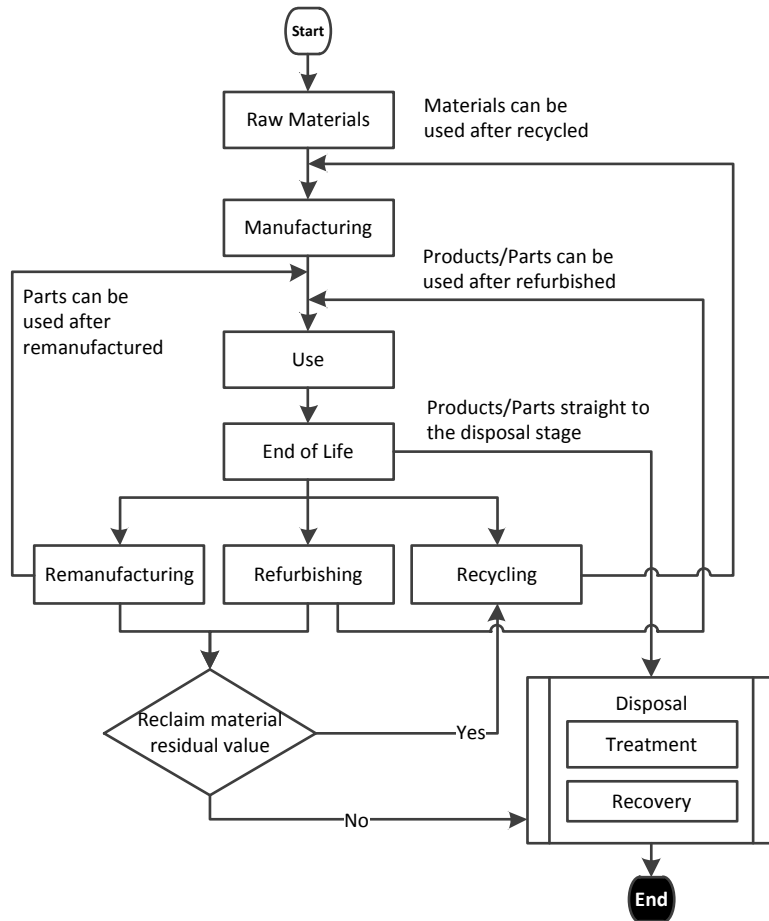 Start
Raw Materials
Materials can be
used after recycled
Manufacturing
Products/Parts can be
used after refurbished
Parts can be
used after
remanufactured
Use
Products/Parts straight to
the disposal stage
End of Life
Remanufacturing
Refurbishing
Recycling
Reclaim material
residual value
Yes
Disposal
Treatment
Recovery
No
End